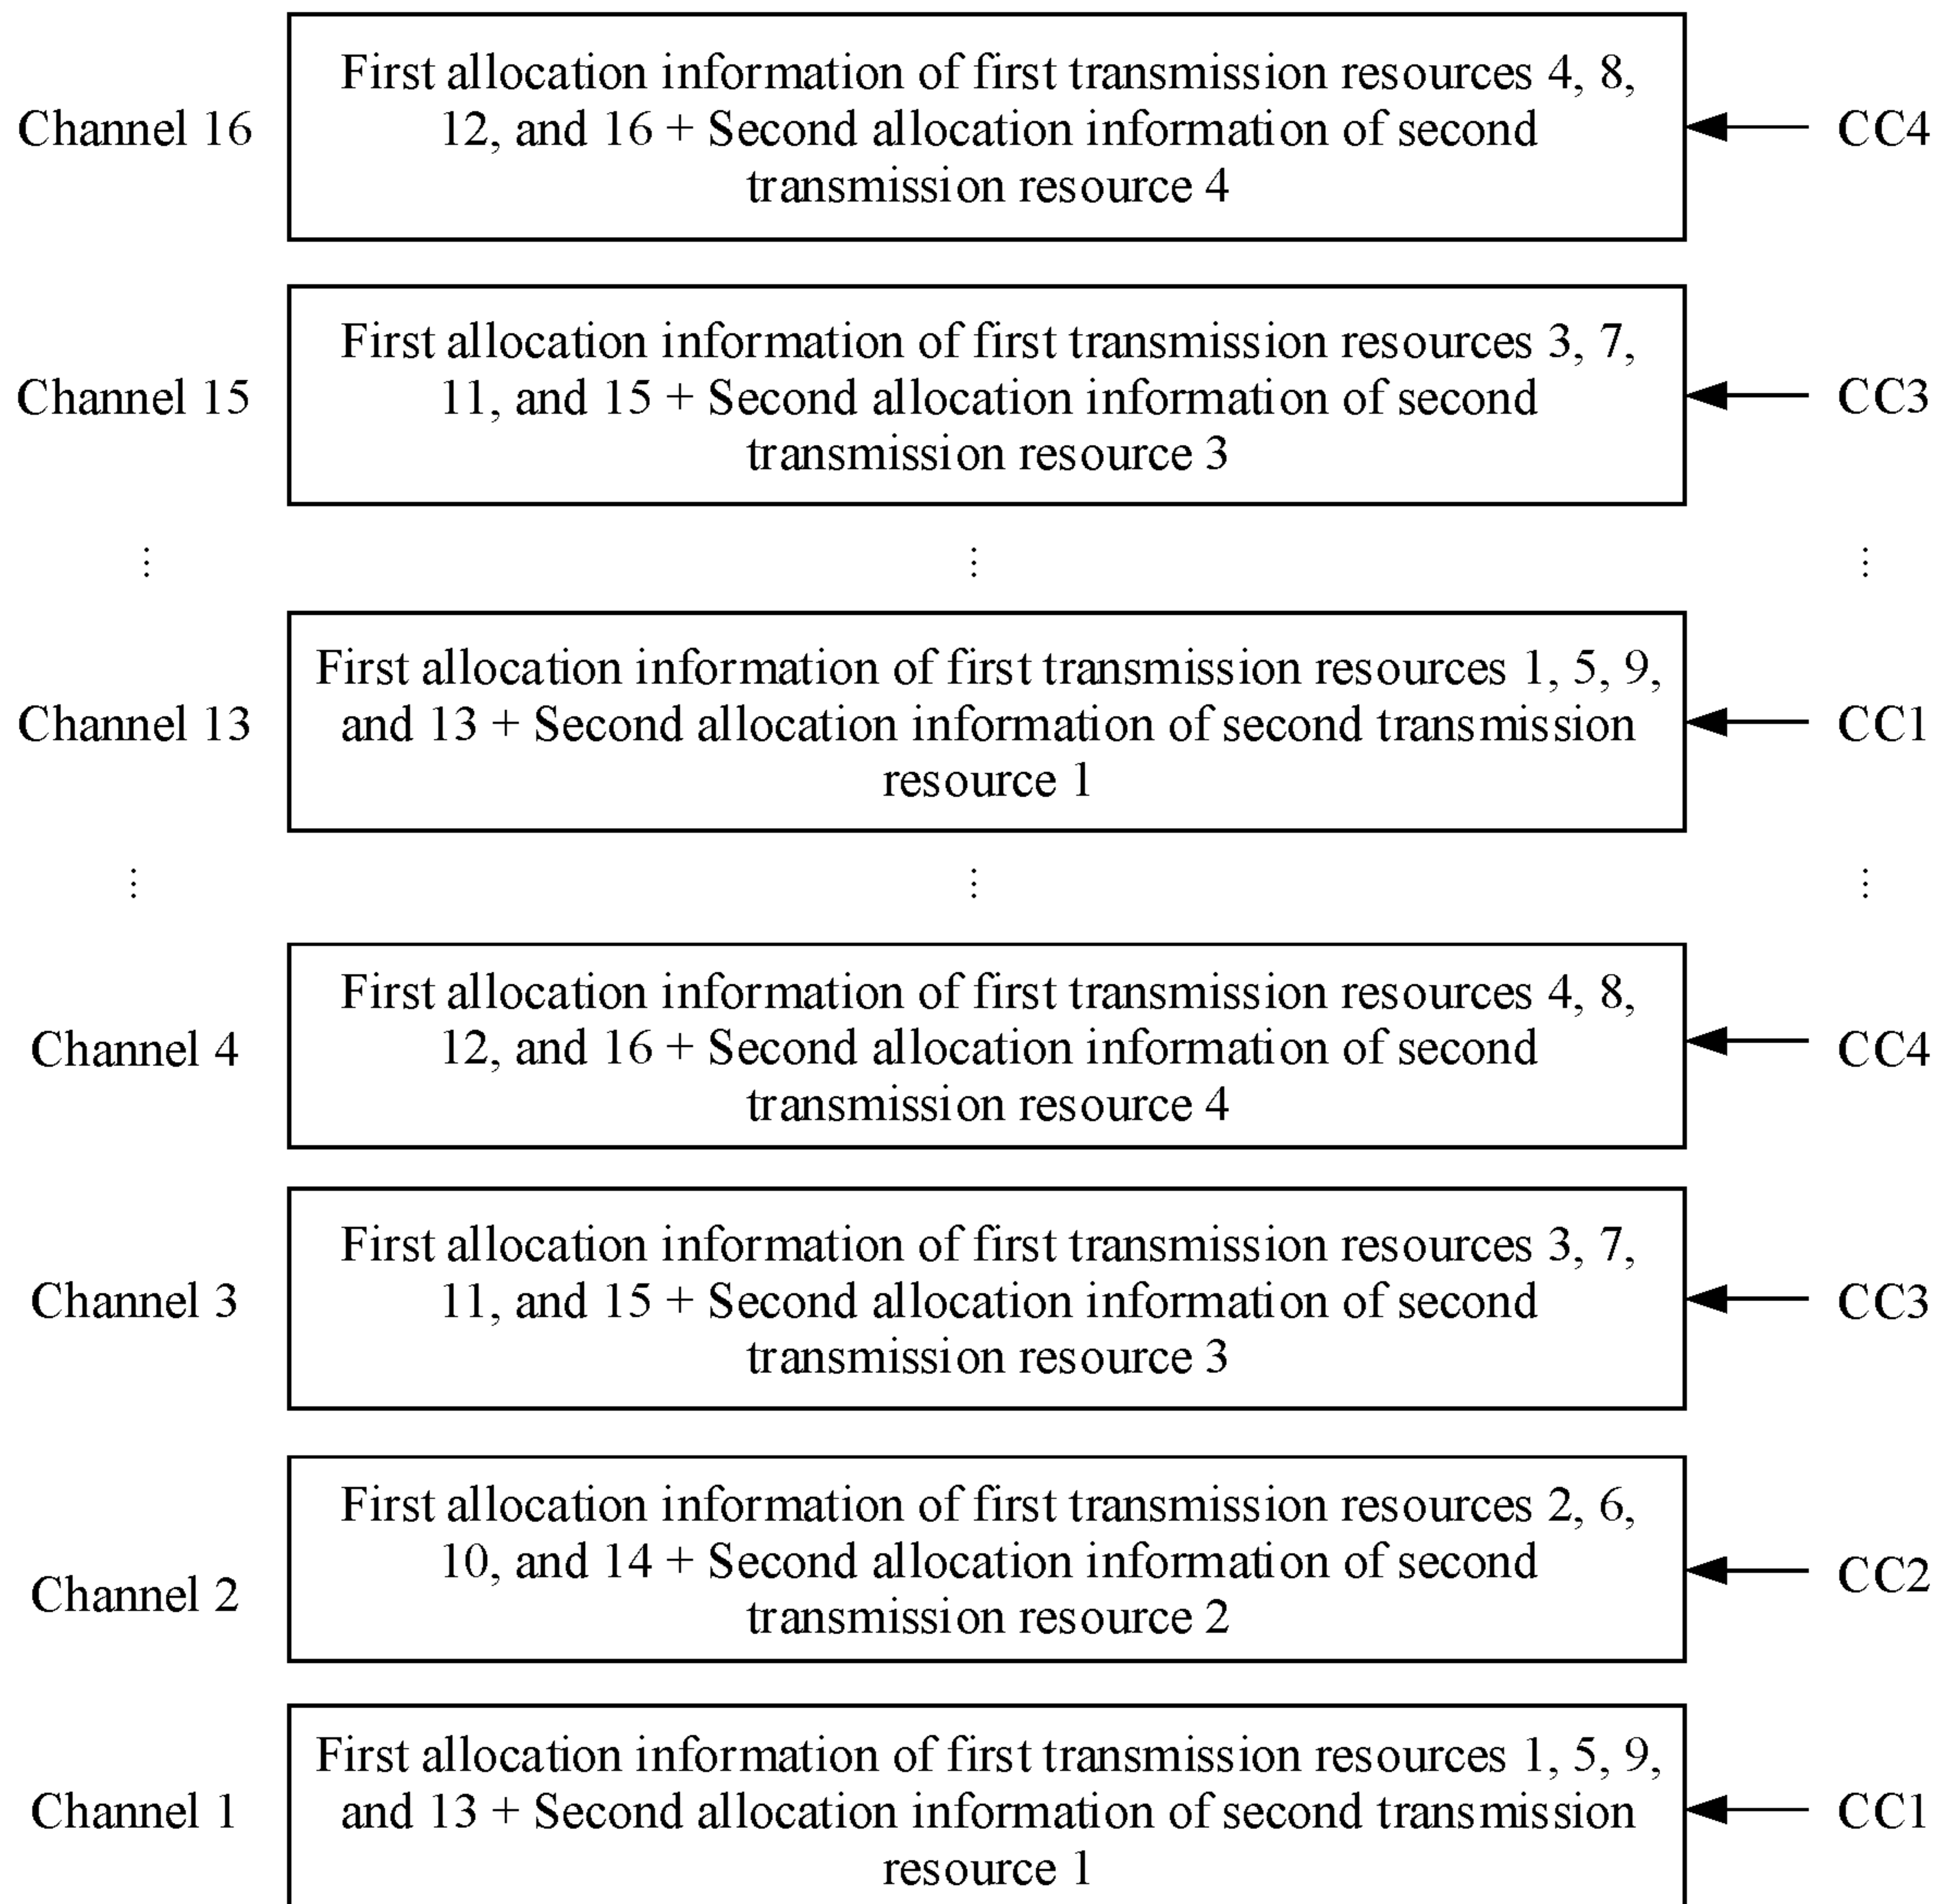 First allocation information of first transmission resources 4, 8,
Channel 16 12, and 16 + Second allocation information of second CC4
transmission resource 4
First allocation information of first transmission resources 3, 7,
Channel 15 11, and 15 + Second allocation information of second CC3
transmission resource 3
⋮ ⋮ ⋮
First allocation information of first transmission resources 1, 5, 9,
Channel 13 and 13 + Second allocation information of second transmission CC1
resource 1
⋮ ⋮ ⋮
First allocation information of first transmission resources 4, 8,
Channel 4 12, and 16 + Second allocation information of second CC4
transmission resource 4
First allocation information of first transmission resources 3, 7,
Channel 3 11, and 15 + Second allocation information of second CC3
transmission resource 3
First allocation information of first transmission resources 2, 6,
Channel 2 10, and 14 + Second allocation information of second CC2
transmission resource 2
First allocation information of first transmission resources 1, 5, 9,
Channel 1 and 13 + Second allocation information of second transmission CC1
resource 1